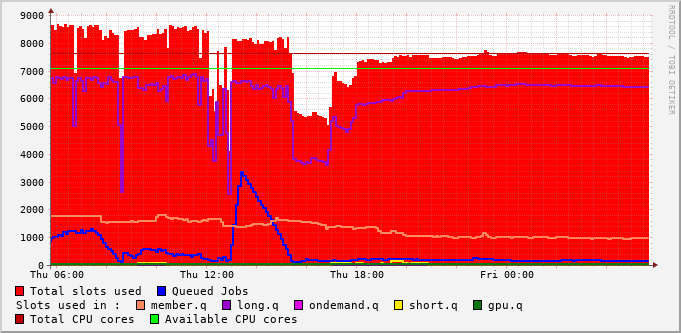 RRDTOOL / TOBI OETIKER
9000
8000
7000
6000
5000
4000
3000
2000
1000
0
Thu 06:00 Thu 12:00 Thu 18:00 Fri 00:00
Total slots used Queued Jobs
Slots used in : member.q long.q ondemand.q short.q gpu.q
Total CPU cores Available CPU cores